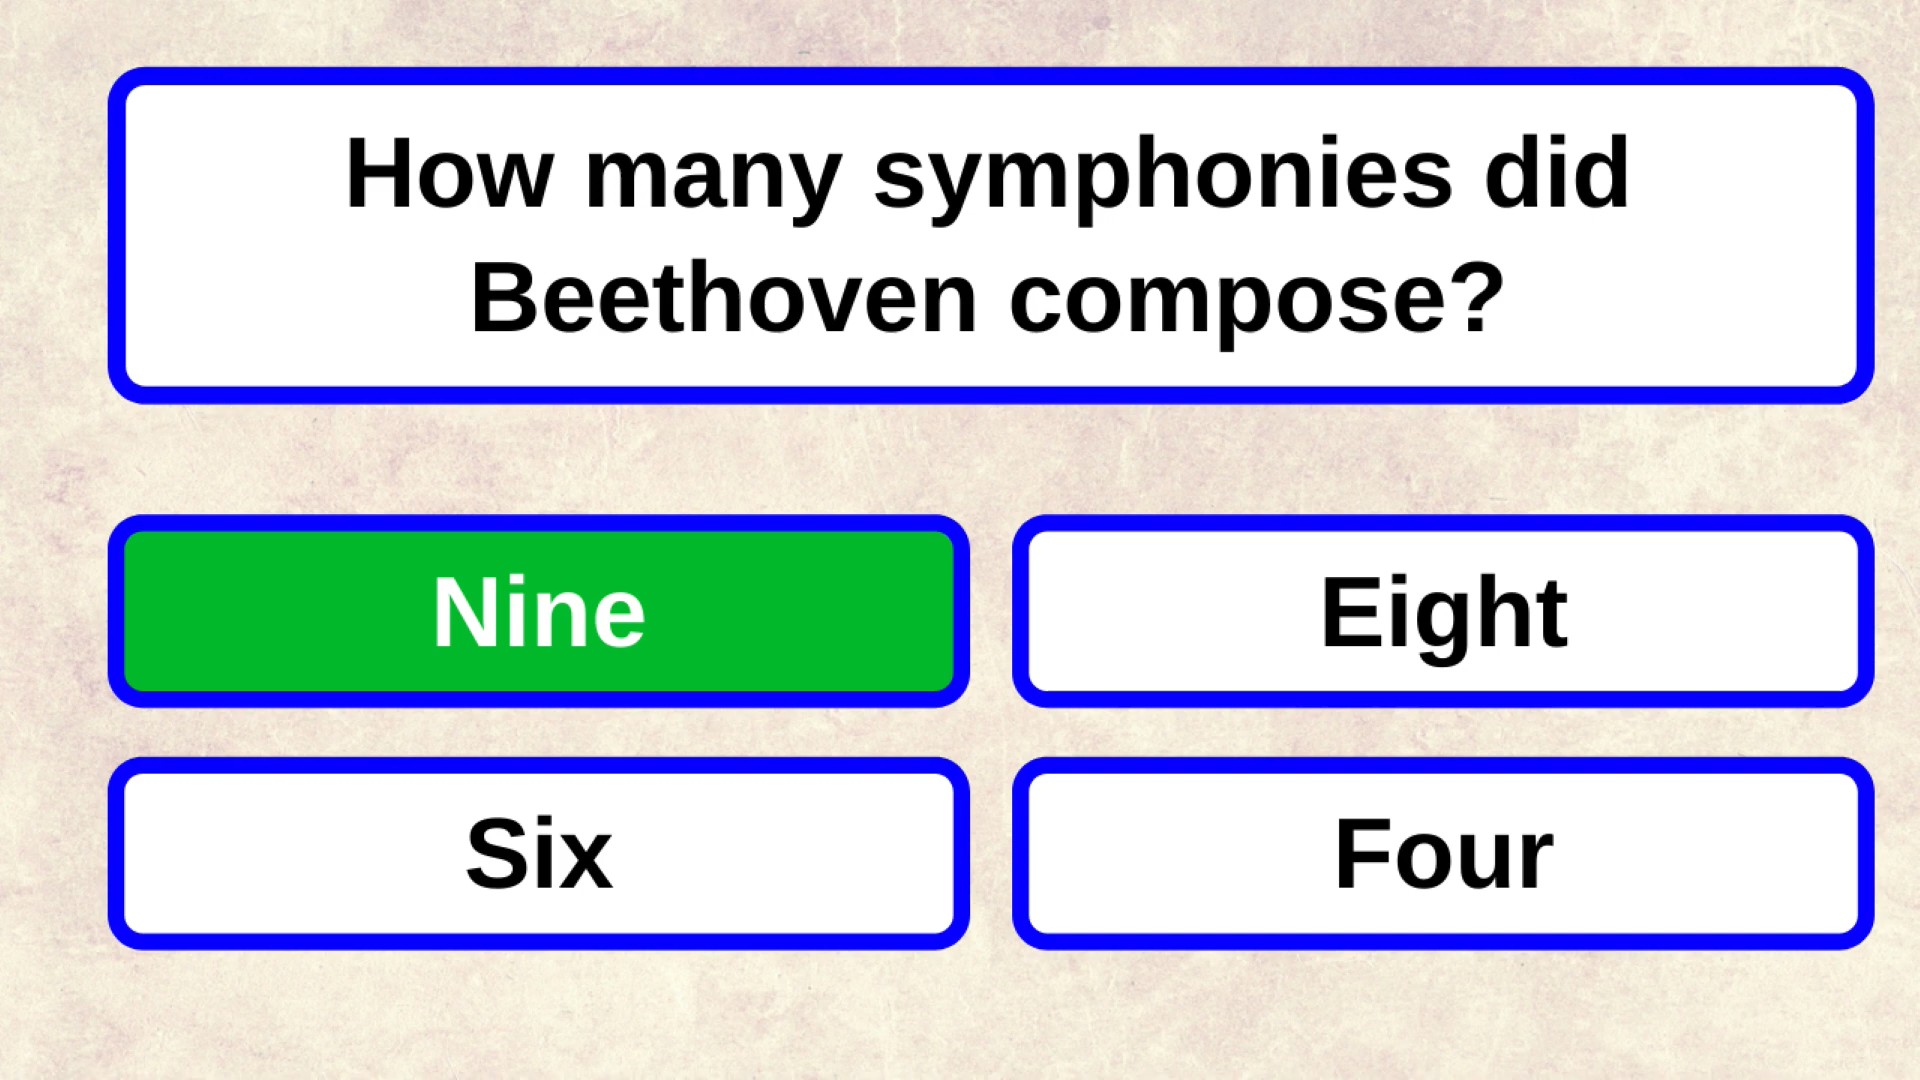 How many symphonies did
Beethoven compose?
Nine
Eight
Six
Four